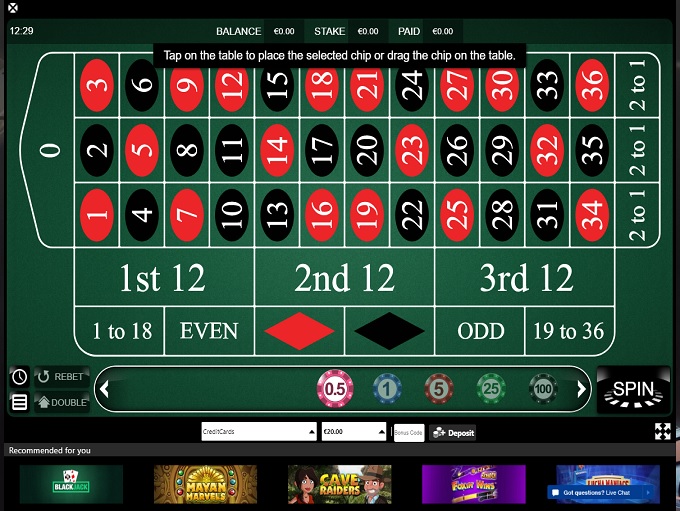 12:29
BALANCE €0.00 STAKE €0.00 PAID €0.00
Tap on the table to place the selected chip or drag the chip on the table.
3 6 9 12 15 18 21 24 27 30 33 36 2 to 1
0 2 5 8 11 14 17 20 23 26 29 32 35 2 to 1
1 4 7 10 13 16 19 22 25 28 31 34 2 to 1
1st 12 2nd 12 3rd 12
1 to 18 EVEN ODD 19 to 36
REBET
DOUBLE
0.5 1 5 25 100
SPIN
CreditCards €20.00 Bonus Code Deposit
Recommended for you
BLACKJACK
MAYAN MARVELS
CAVE RAIDERS
FOXIN WINS
LUCHA MANIACS
Got questions? Live Chat